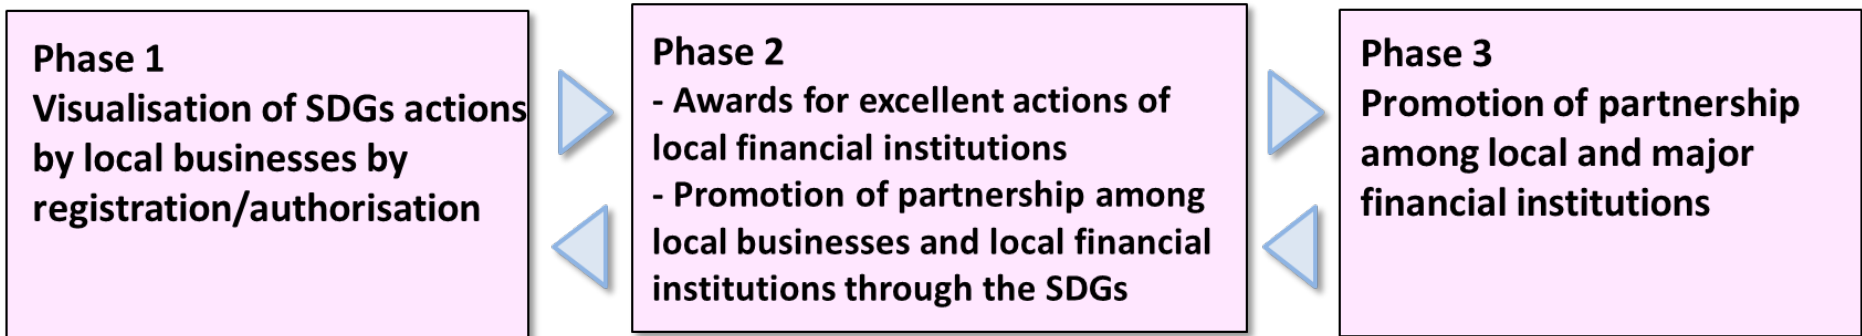 Phase 1
Visualisation of SDGs actions
by local businesses by
registration/authorisation
Phase 2
- Awards for excellent actions of
local financial institutions
- Promotion of partnership among
local businesses and local financial
institutions through the SDGs
Phase 3
Promotion of partnership
among local and major
financial institutions